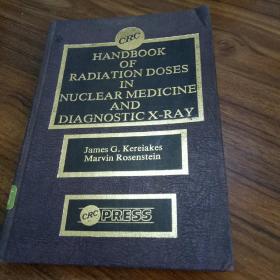 CRC
HANDBOOK
OF
RADIATION DOSES
IN
NUCLEAR MEDICINE
AND
DIAGNOSTIC X-RAY
James G. Kereiakes
Marvin Rosenstein
CRC PRESS